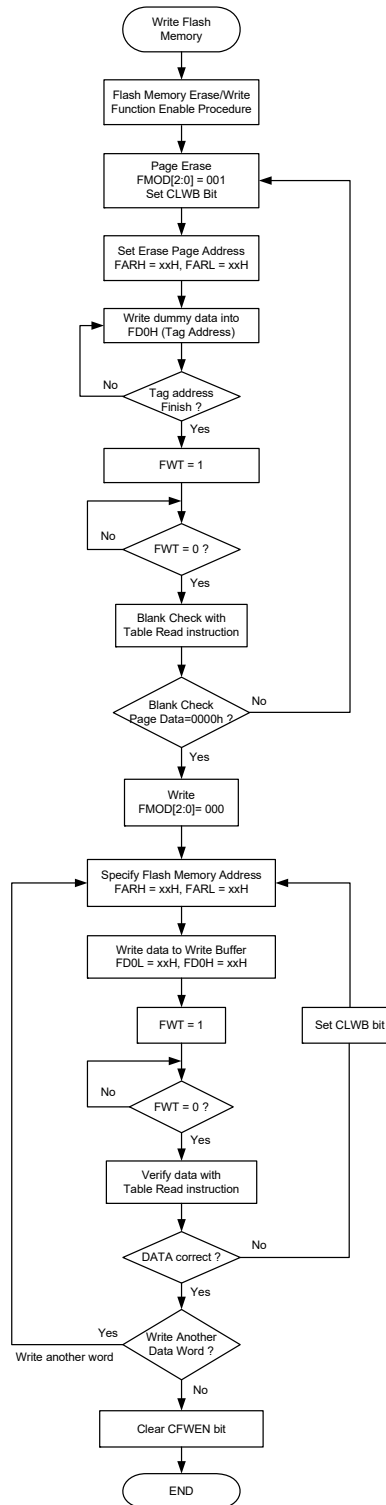 Write Flash
Memory
Flash Memory Erase/Write
Function Enable Procedure
Page Erase
FMOD[2:0] = 001
Set CLWB Bit
Set Erase Page Address
FARH = xxH, FARL = xxH
Write dummy data into
FD0H (Tag Address)
No
Tag address
Finish ?
Yes
FWT = 1
No
FWT = 0 ?
Yes
Blank Check with
Table Read instruction
Blank Check
Page Data=0000h ?
No
Yes
Write
FMOD[2:0]= 000
Specify Flash Memory Address
FARH = xxH, FARL = xxH
Write data to Write Buffer
FD0L = xxH, FD0H = xxH
FWT = 1
Set CLWB bit
No
FWT = 0 ?
Yes
Verify data with
Table Read instruction
DATA correct ?
No
Yes
Yes
Write another word
Write Another
Data Word ?
No
Clear CFWEN bit
END